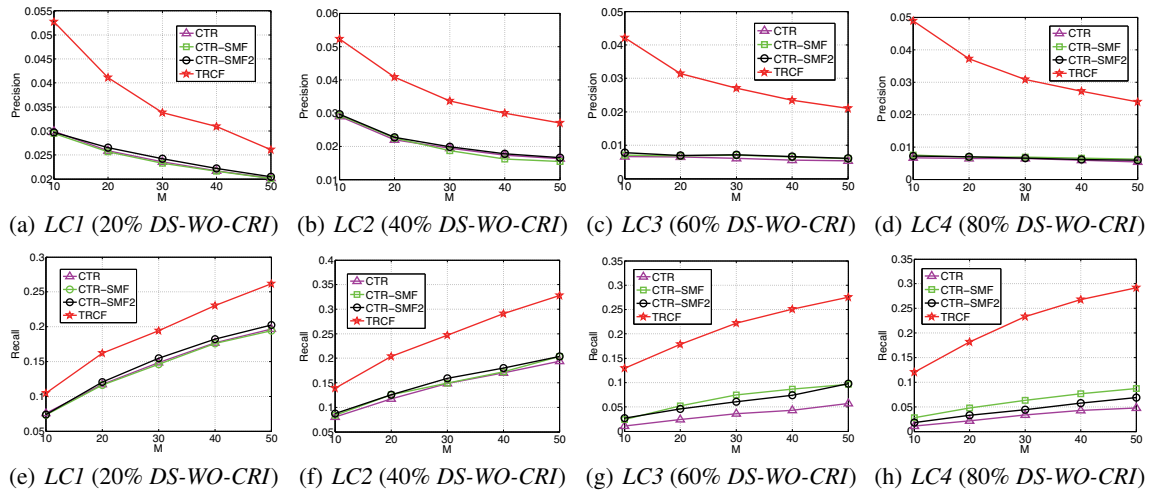 0.055
0.05
0.045
0.04
0.035
0.03
0.025
0.02
Precision
10 20 30 40 50
M
CTR
CTR-SMF
CTR-SMF2
TRCF
(a) LC1 (20% DS-WO-CRI)
0.06
0.05
0.04
0.03
0.02
0.01
Precision
10 20 30 40 50
M
CTR
CTR-SMF
CTR-SMF2
TRCF
(b) LC2 (40% DS-WO-CRI)
0.05
0.04
0.03
0.02
0.01
0
Precision
10 20 30 40 50
M
CTR
CTR-SMF
CTR-SMF2
TRCF
(c) LC3 (60% DS-WO-CRI)
0.05
0.04
0.03
0.02
0.01
0
Precision
10 20 30 40 50
M
CTR
CTR-SMF
CTR-SMF2
TRCF
(d) LC4 (80% DS-WO-CRI)
0.3
0.25
0.2
0.15
0.1
0.05
Recall
10 20 30 40 50
M
CTR
CTR-SMF
CTR-SMF2
TRCF
(e) LC1 (20% DS-WO-CRI)
0.4
0.35
0.3
0.25
0.2
0.15
0.1
0.05
Recall
10 20 30 40 50
M
CTR
CTR-SMF
CTR-SMF2
TRCF
(f) LC2 (40% DS-WO-CRI)
0.35
0.3
0.25
0.2
0.15
0.1
0.05
0
Recall
10 20 30 40 50
M
CTR
CTR-SMF
CTR-SMF2
TRCF
(g) LC3 (60% DS-WO-CRI)
0.35
0.3
0.25
0.2
0.15
0.1
0.05
0
Recall
10 20 30 40 50
M
CTR
CTR-SMF
CTR-SMF2
TRCF
(h) LC4 (80% DS-WO-CRI)